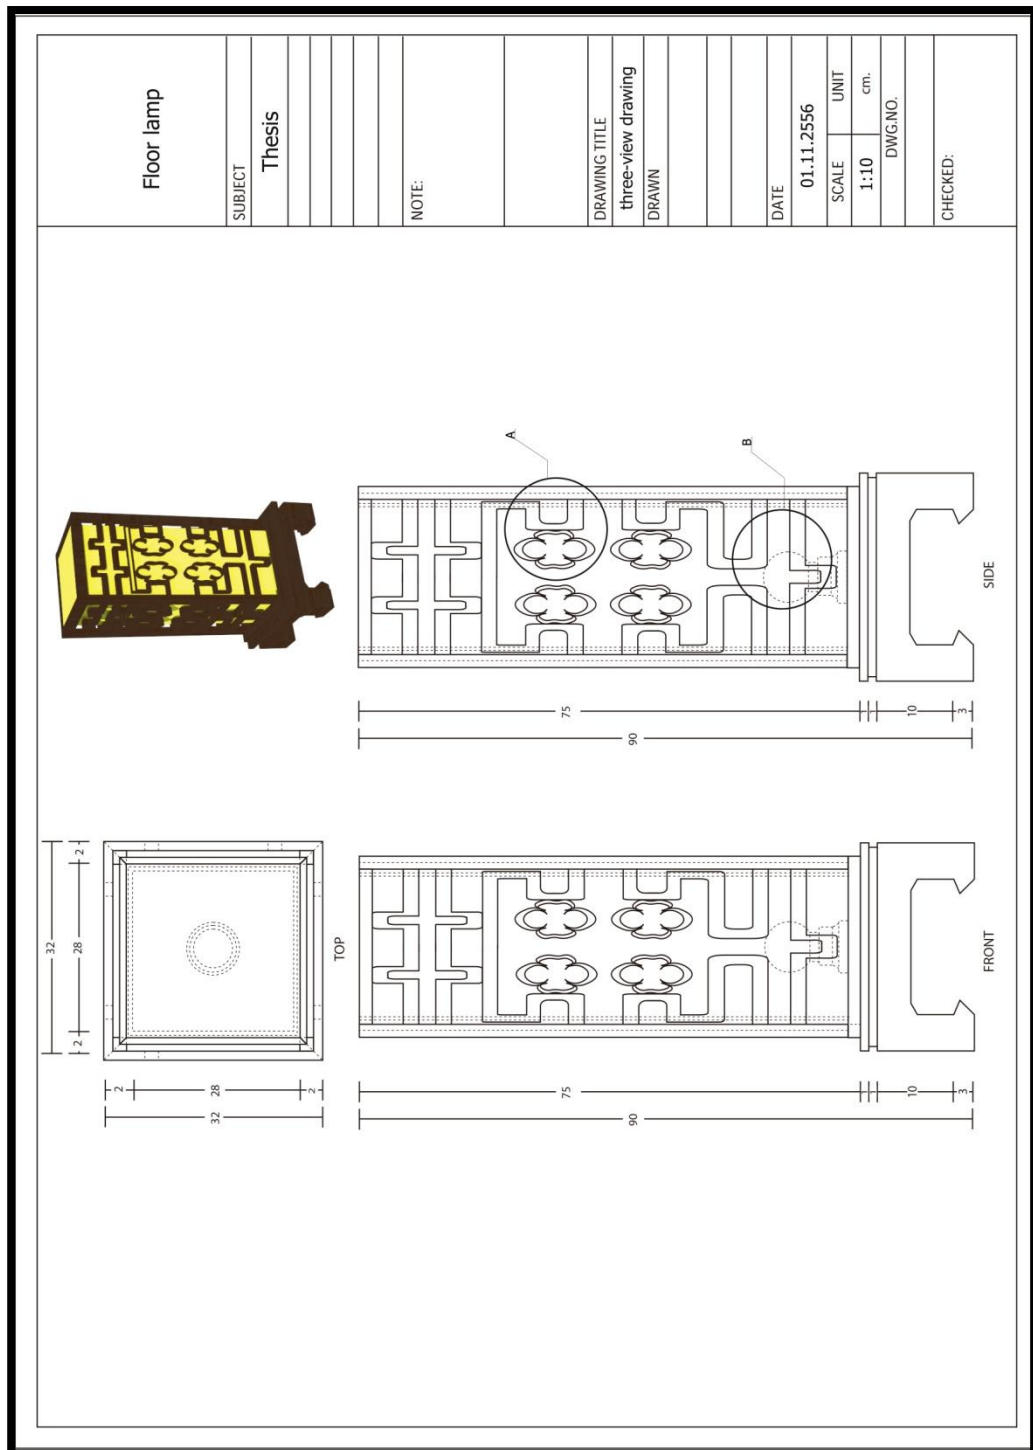 Floor lamp
SUBJECT
Thesis
NOTE:
DRAWING TITLE
three-view drawing
DRAWN
DATE
01.11.2556
SCALE
UNIT
1:10
cm.
DWG.NO.
CHECKED:
A
B
75
10
3
90
SIDE
32
2
28
2
TOP
2
28
2
32
75
10
3
90
FRONT